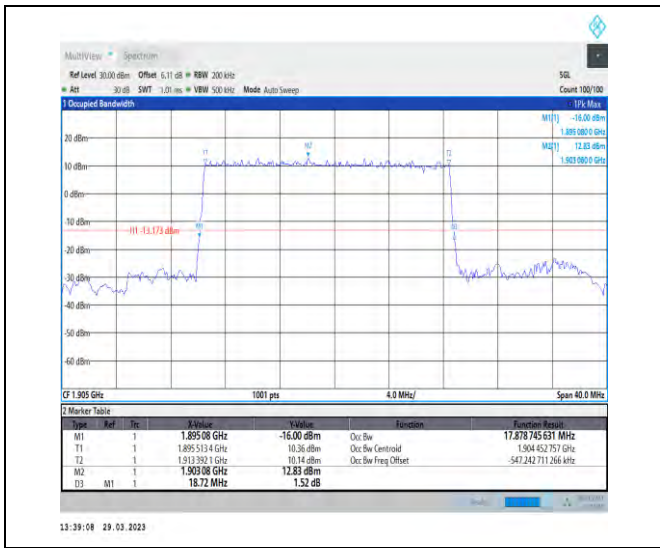 MultiView Spectrum
Ref Level 30.00 dBm Offset 6.11 dB RBW 200 kHz SGL
Att 30 dB SWT 1.01 ms VBW 500 kHz Mode Auto Sweep Count 100/100
1 Occupied Bandwidth 1Pk Max
M1[1] -16.00 dBm
1.895 080 0 GHz
M2[1] 12.83 dBm
1.903 080 0 GHz
20 dBm
T1 M2 T2
10 dBm
0 dBm
-10 dBm
H1 -13.173 dBm
-20 dBm
-30 dBm
-40 dBm
-50 dBm
-60 dBm
CF 1.905 GHz 1001 pts 4.0 MHz/ Span 40.0 MHz
2 Marker Table
Type Ref Trc X-Value Y-Value Function Function Result
M1 1 1.89508 GHz -16.00 dBm Occ Bw 17.878 745 631 MHz
T1 1 1.895 513 4 GHz 10.36 dBm Occ Bw Centroid 1.904 452 757 GHz
T2 1 1.913 392 1 GHz 10.14 dBm Occ Bw Freq Offset -547.242 711 266 kHz
M2 1 1.90308 GHz 12.83 dBm
D3 M1 1 18.72 MHz 1.52 dB
13:39:08 29.03.2023